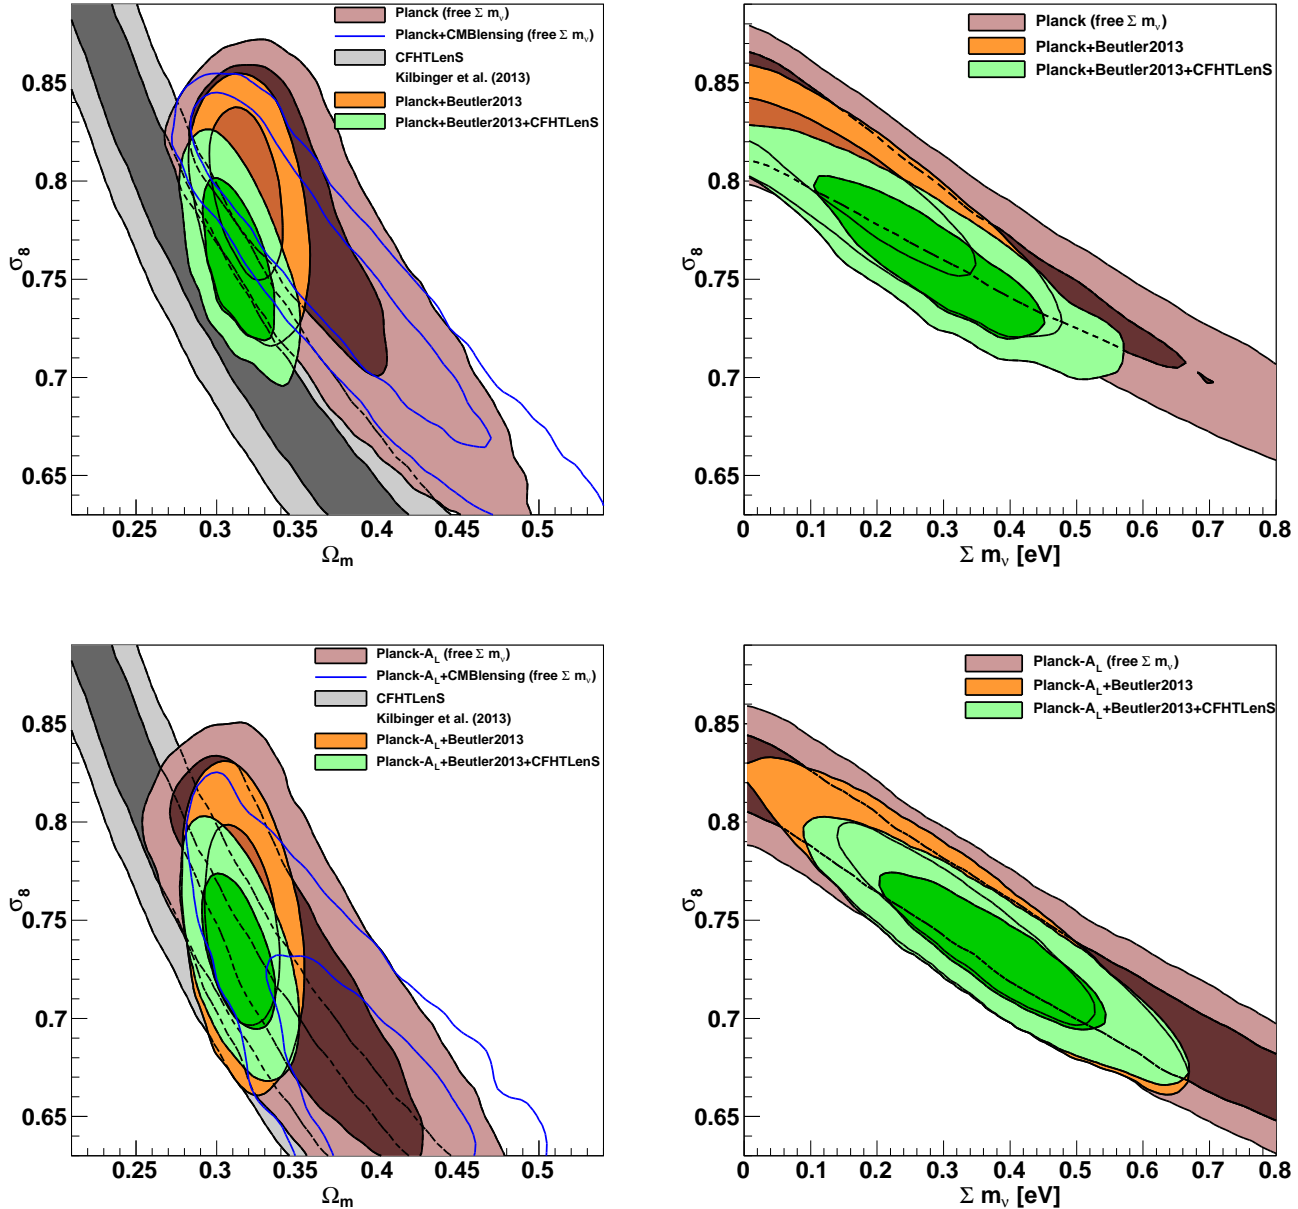 Planck (free Σ mν)
Planck+CMBlensing (free Σ mν)
CFHTLenS
Kilbinger et al. (2013)
Planck+Beutler2013
Planck+Beutler2013+CFHTLenS
0.85
0.8
0.75
0.7
0.65
σ8
0.25 0.3 0.35 0.4 0.45 0.5
Ωm
Planck (free Σ mν)
Planck+Beutler2013
Planck+Beutler2013+CFHTLenS
0.85
0.8
0.75
0.7
0.65
σ8
0 0.1 0.2 0.3 0.4 0.5 0.6 0.7 0.8
Σ mν [eV]
Planck-AL (free Σ mν)
Planck-AL+CMBlensing (free Σ mν)
CFHTLenS
Kilbinger et al. (2013)
Planck-AL+Beutler2013
Planck-AL+Beutler2013+CFHTLenS
0.85
0.8
0.75
0.7
0.65
σ8
0.25 0.3 0.35 0.4 0.45 0.5
Ωm
Planck-AL (free Σ mν)
Planck-AL+Beutler2013
Planck-AL+Beutler2013+CFHTLenS
0.85
0.8
0.75
0.7
0.65
σ8
0 0.1 0.2 0.3 0.4 0.5 0.6 0.7 0.8
Σ mν [eV]